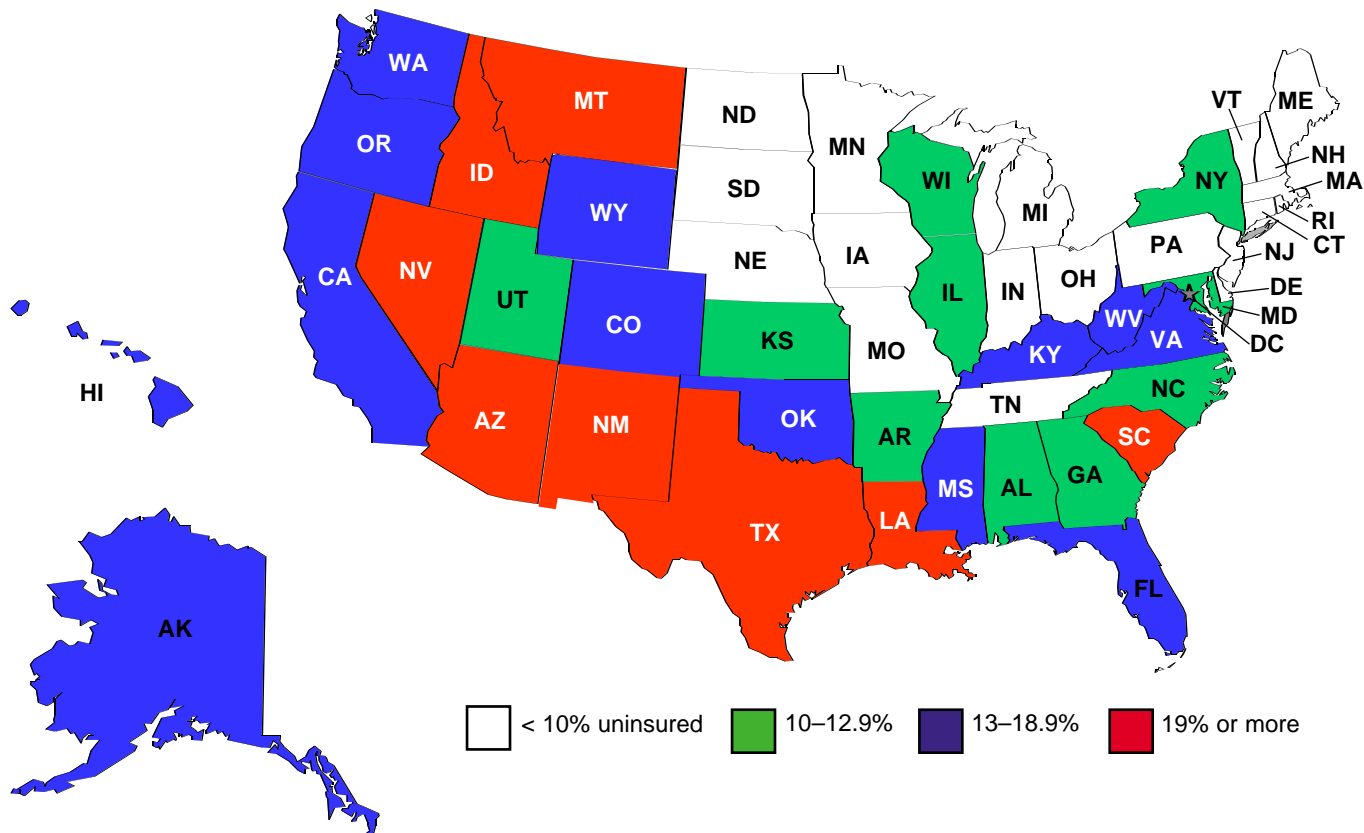 WA
MT
ND
MN
VT
ME
OR
ID
SD
WI
NY
NH
MA
WY
MI
RI
CT
NV
NE
IA
PA
NJ
CA
UT
CO
KS
IL
IN
OH
DE
MD
DC
WV
VA
MO
KY
HI
AZ
NM
OK
AR
TN
NC
SC
TX
LA
MS
AL
GA
FL
AK
< 10% uninsured
10–12.9%
13–18.9%
19% or more